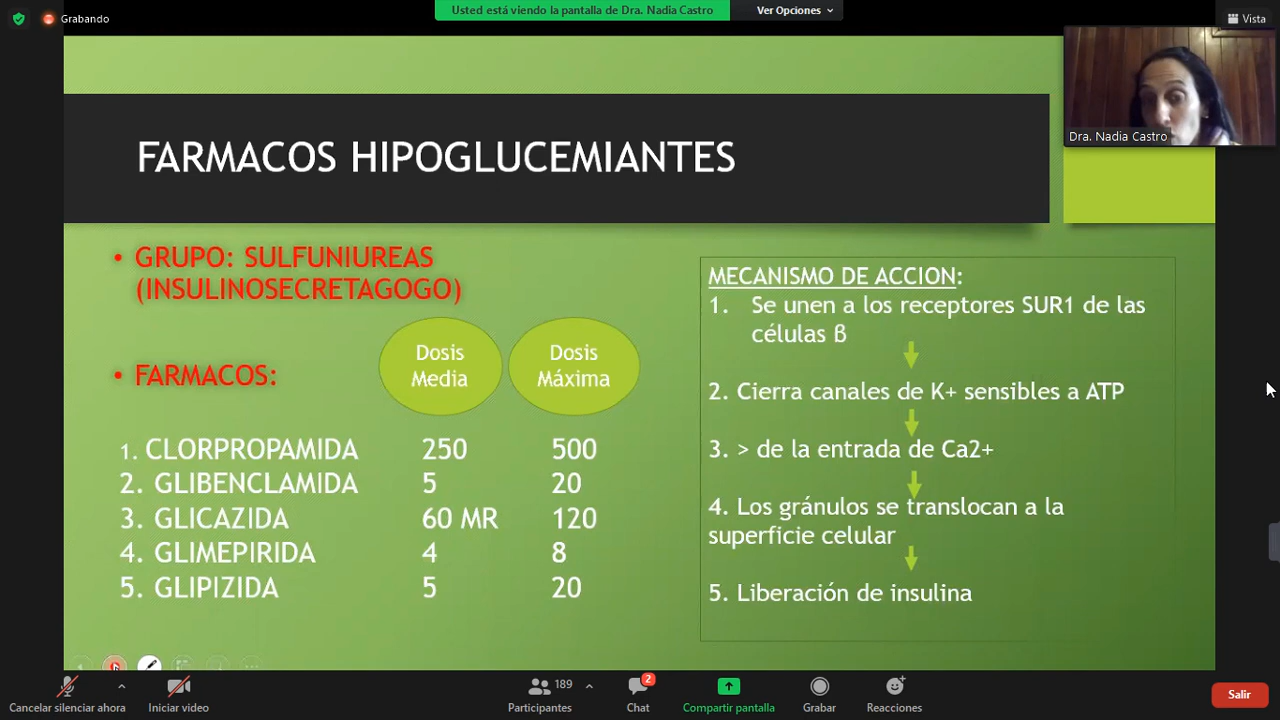 Grabando
Usted está viendo la pantalla de Dra. Nadia Castro
Ver Opciones
Vista
Dra. Nadia Castro
FARMACOS HIPOGLUCEMIANTES
• GRUPO: SULFUNIUREAS
(INSULINOSECRETAGOGO)
• FARMACOS:
Dosis
Media
Dosis
Máxima
1. CLORPROPAMIDA 250 500
2. GLIBENCLAMIDA 5 20
3. GLICAZIDA 60 MR 120
4. GLIMEPIRIDA 4 8
5. GLIPIZIDA 5 20
MECANISMO DE ACCION:
1. Se unen a los receptores SUR1 de las
células ß
2. Cierra canales de K+ sensibles a ATP
3. > de la entrada de Ca2+
4. Los gránulos se translocan a la
superficie celular
5. Liberación de insulina
Cancelar silenciar ahora
Iniciar video
189
Participantes
2
Chat
Compartir pantalla
Grabar
Reacciones
Salir